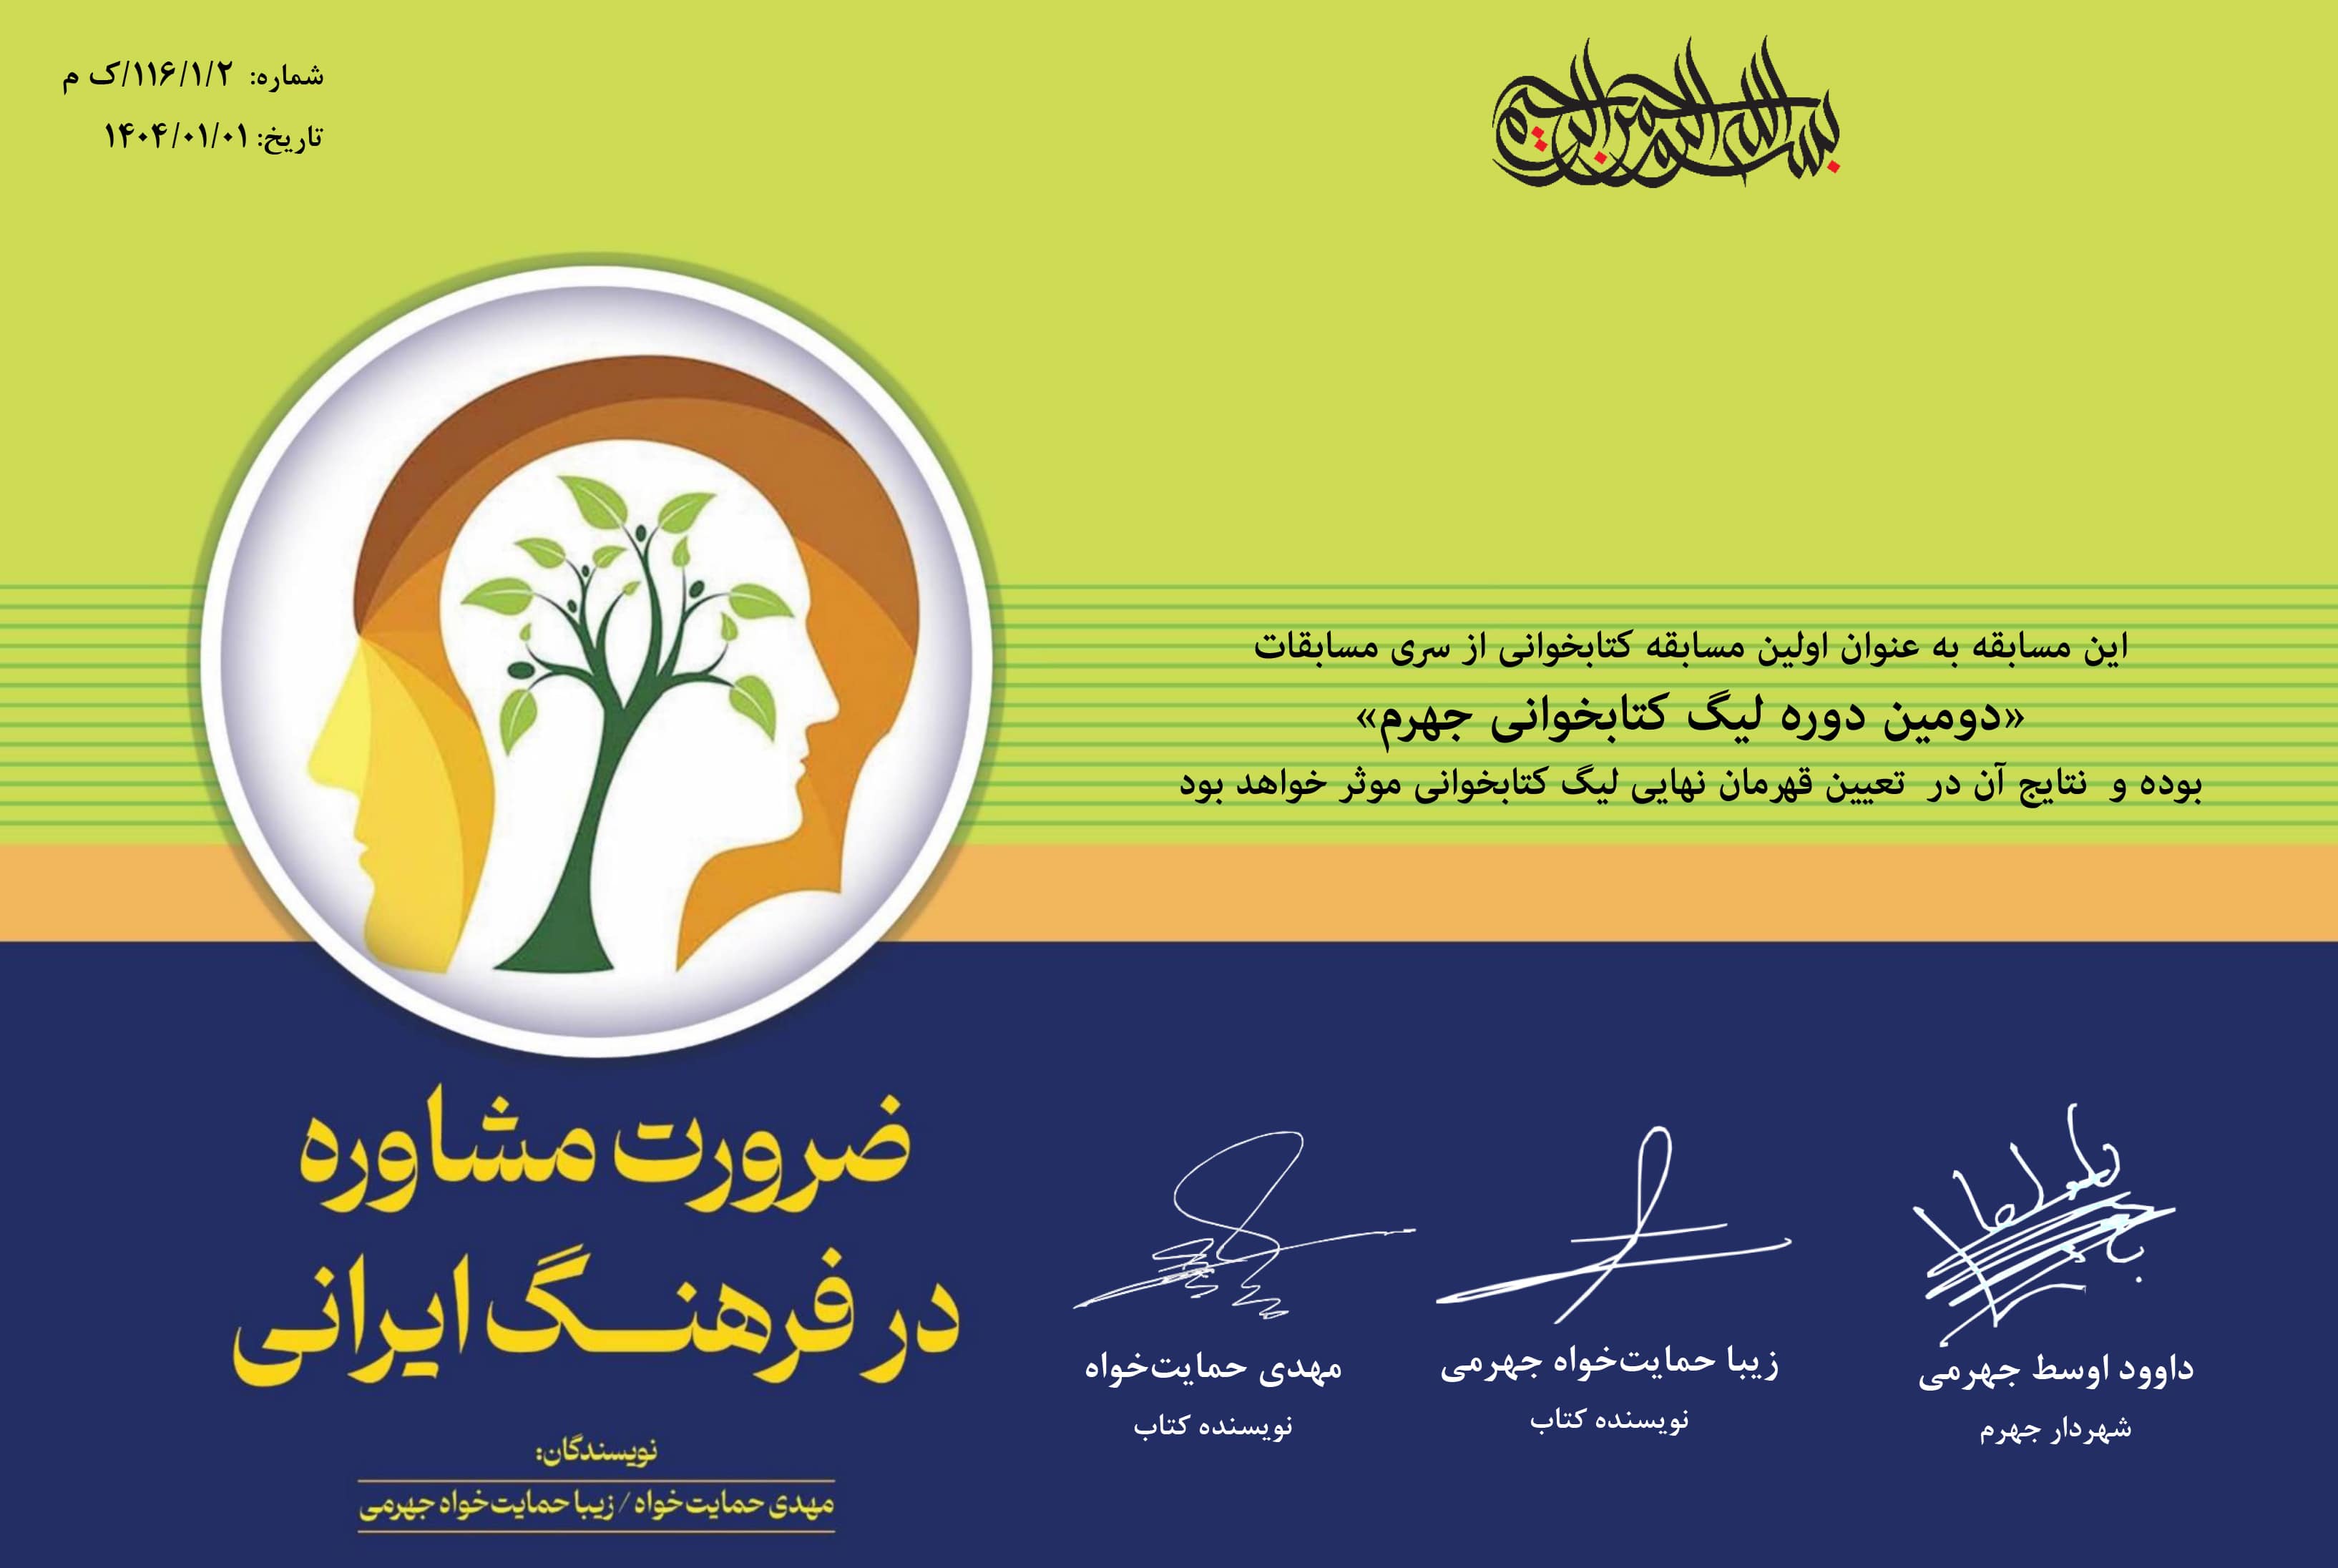 بسم الله الرحمن الرحیم
شماره: ۱۱۶/۱/۲/ک م
تاریخ: ۱۴۰۴/۰۱/۰۱
این مسابقه به عنوان اولین مسابقه کتابخوانی از سری مسابقات
«دومین دوره لیگ کتابخوانی جهرم»
بوده و نتایج آن در تعیین قهرمان نهایی لیگ کتابخوانی موثر خواهد بود
داوود اوسط جهرمی
شهردار جهرم
زیبا حمایت‌خواه جهرمی
نویسنده کتاب
مهدی حمایت‌خواه
نویسنده کتاب
ضرورت مشاوره
در فرهنگ ایرانی
نویسندگان:
مهدی حمایت‌خواه / زیبا حمایت‌خواه جهرمی